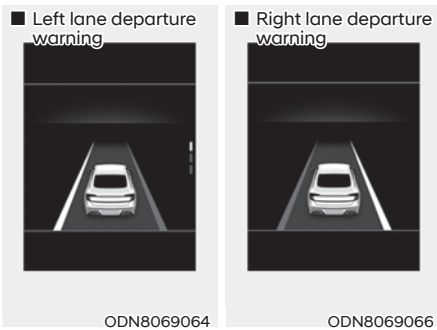 ■ Left lane departure
warning
ODN8069064
■ Right lane departure
warning
ODN8069066